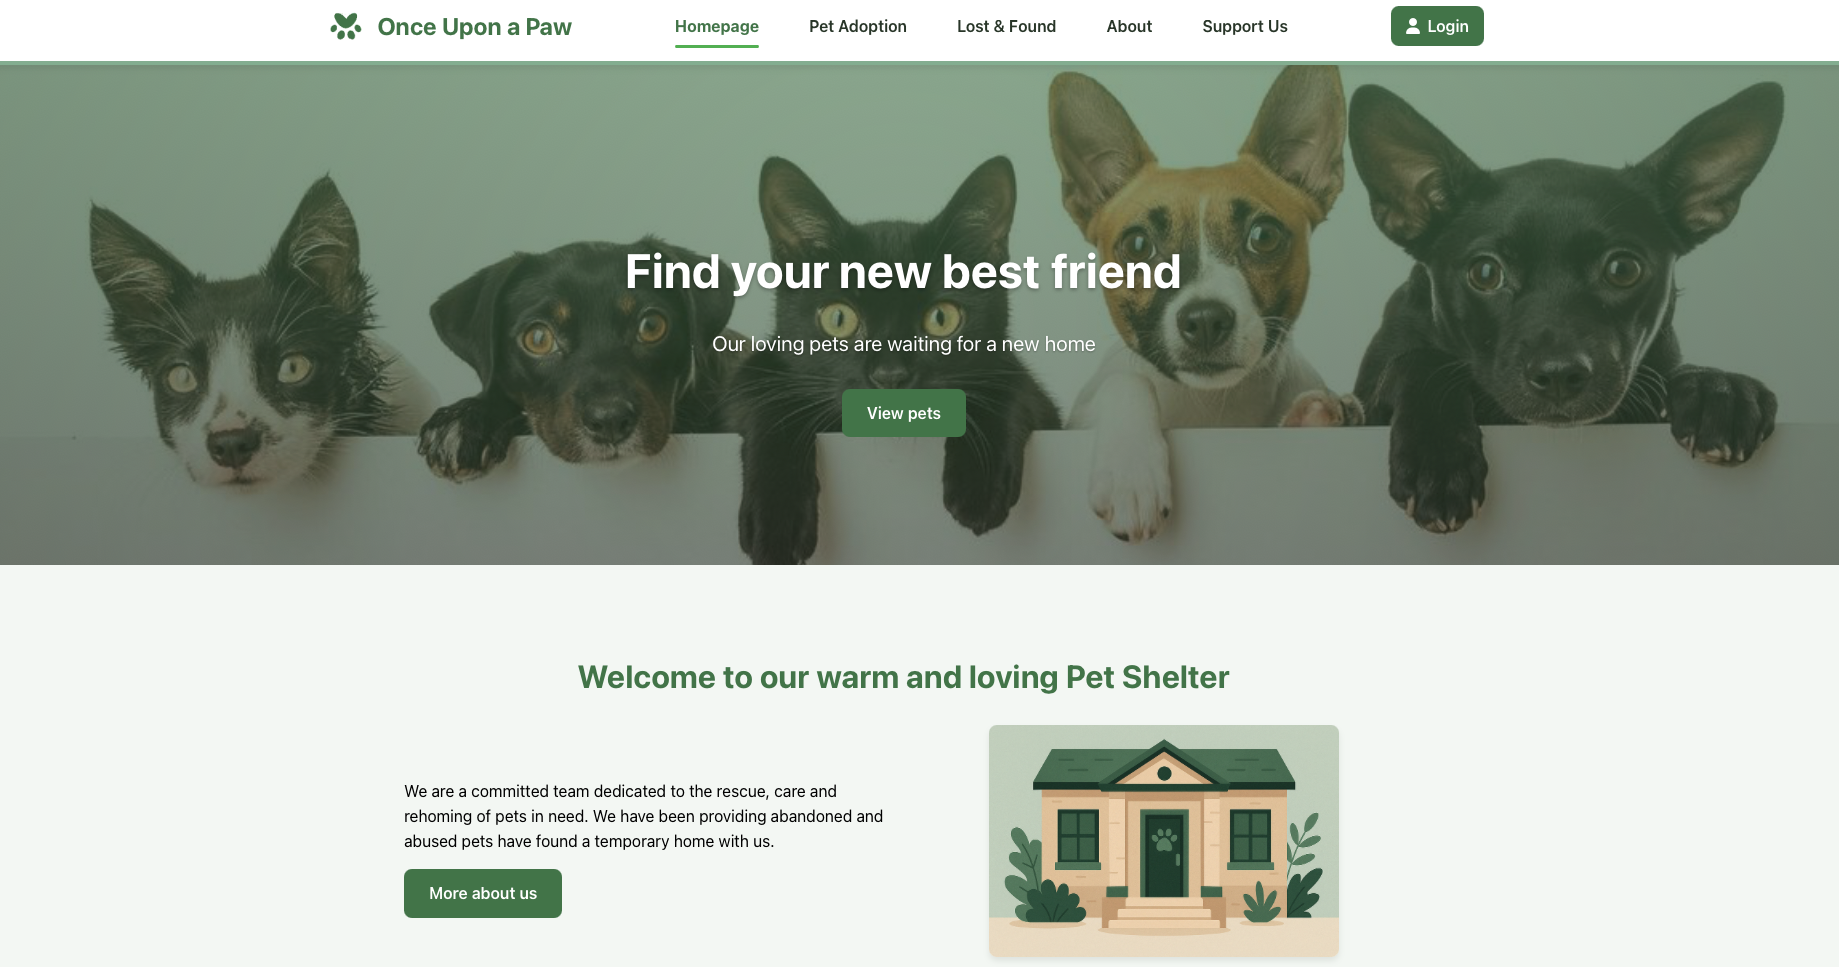 Once Upon a Paw
Homepage
Pet Adoption
Lost & Found
About
Support Us
Login
Find your new best friend
Our loving pets are waiting for a new home
View pets
Welcome to our warm and loving Pet Shelter
We are a committed team dedicated to the rescue, care and
rehoming of pets in need. We have been providing abandoned and
abused pets have found a temporary home with us.
More about us